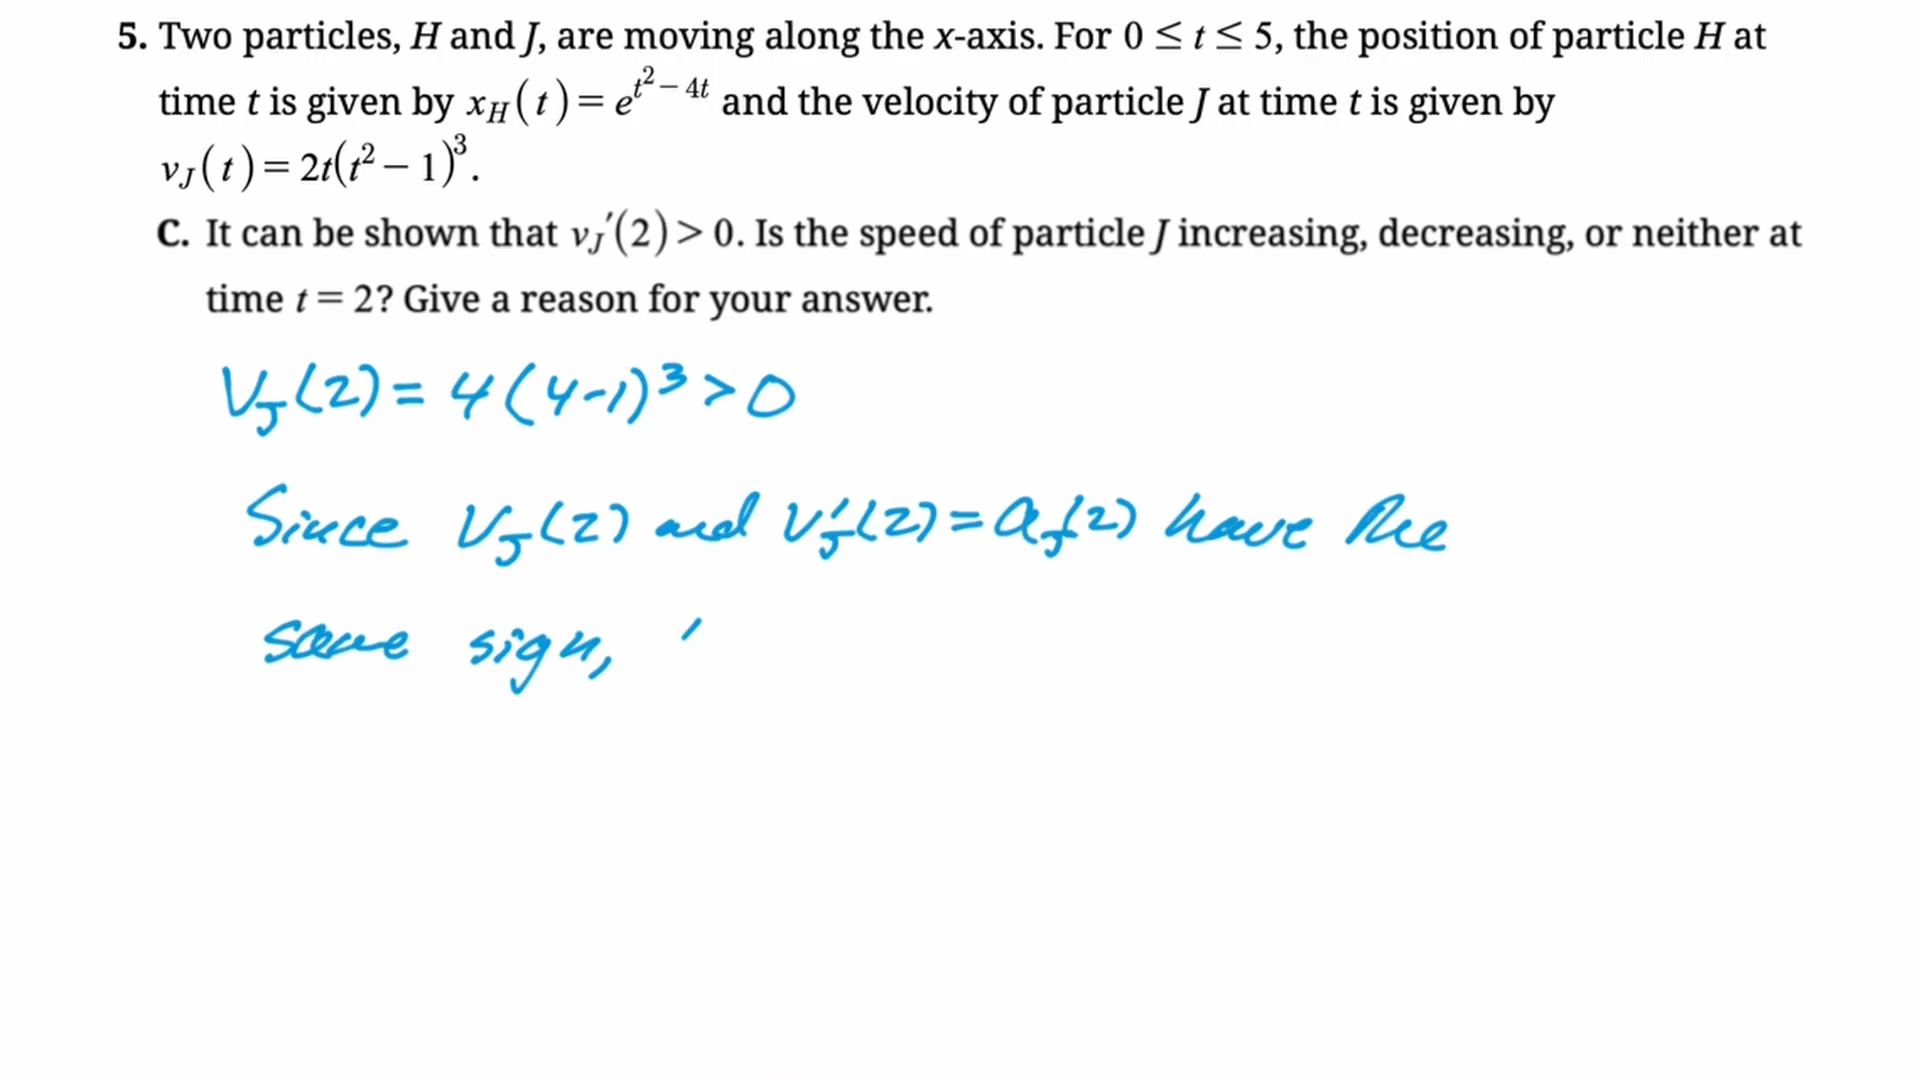 5. Two particles, H and J, are moving along the x-axis. For 0 ≤ t ≤ 5, the position of particle H at
time t is given by x_H(t) = e^{t^2 − 4t} and the velocity of particle J at time t is given by
v_J(t) = 2t(t^2 − 1)^3.
C. It can be shown that v_J′(2) > 0. Is the speed of particle J increasing, decreasing, or neither at
time t = 2? Give a reason for your answer.
V_J(2) = 4(4-1)^3 > 0
Since V_J(2) and V_J′(2) = a_J(2) have the
same sign,